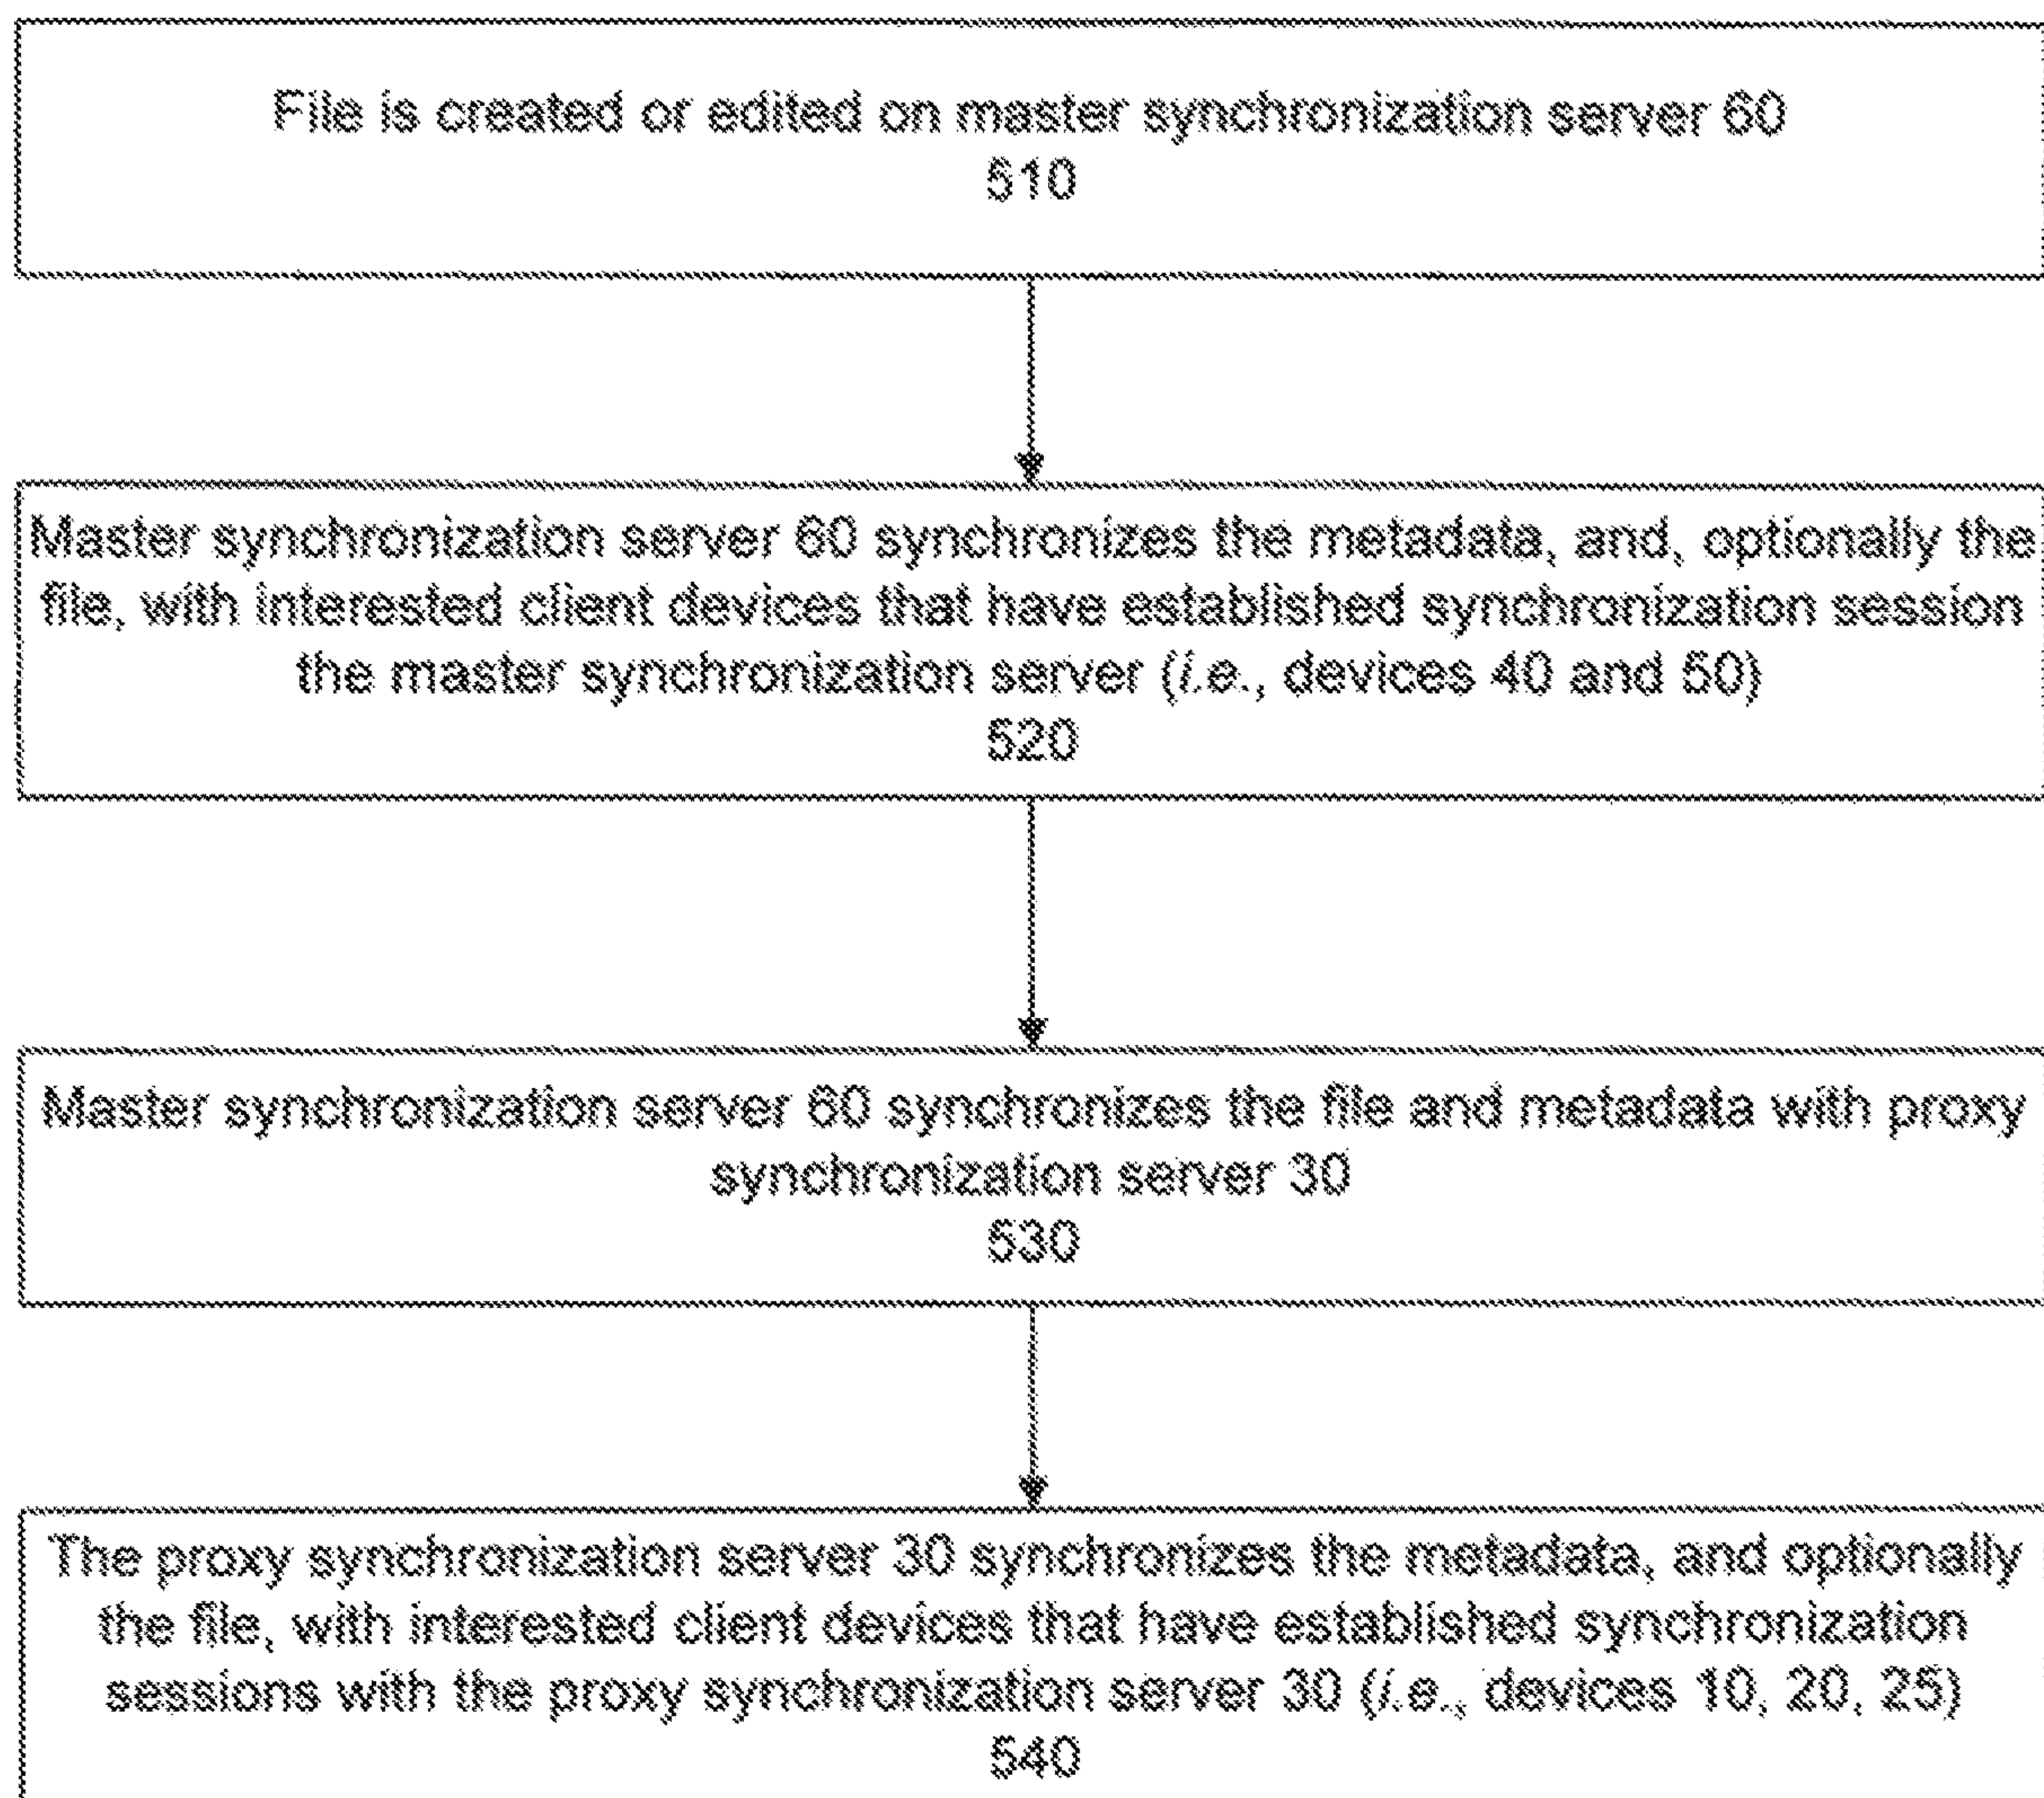 File is created or edited on master synchronization server 60
510
Master synchronization server 60 synchronizes the metadata, and, optionally the
file, with interested client devices that have established synchronization session
the master synchronization server (i.e., devices 40 and 50)
520
Master synchronization server 60 synchronizes the file and metadata with proxy
synchronization server 30
530
The proxy synchronization server 30 synchronizes the metadata, and optionally
the file, with interested client devices that have established synchronization
sessions with the proxy synchronization server 30 (i.e., devices 10, 20, 25)
540